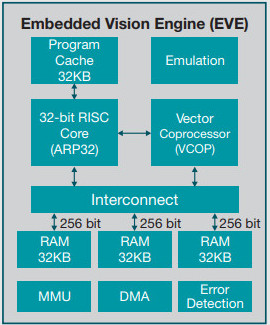 Embedded Vision Engine (EVE)
Program
Cache
32KB
Emulation
32-bit RISC
Core
(ARP32)
Vector
Coprocessor
(VCOP)
Interconnect
256 bit
256 bit
256 bit
RAM
32KB
RAM
32KB
RAM
32KB
MMU
DMA
Error
Detection